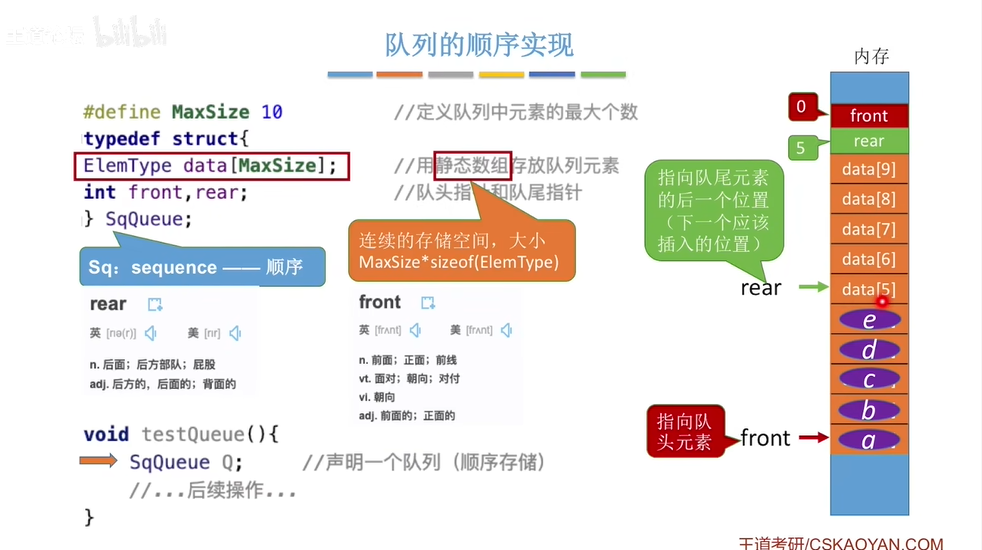 王道论坛 bilibili
队列的顺序实现
内存
#define MaxSize 10 //定义队列中元素的最大个数
typedef struct{
ElemType data[MaxSize]; //用静态数组存放队列元素
int front,rear; //队头指针和队尾指针
} SqQueue;
连续的存储空间，大小
MaxSize*sizeof(ElemType)
Sq：sequence —— 顺序
rear
英 [rɪə(r)] 美 [rɪr]
n. 后面；后方部队；屁股
adj. 后方的，后面的；背面的
front
英 [frʌnt] 美 [frʌnt]
n. 前面；正面；前线
vt. 面对；朝向；对付
vi. 朝向
adj. 前面的；正面的
void testQueue(){
SqQueue Q; //声明一个队列（顺序存储）
//...后续操作...
}
指向队尾元素
的后一个位置
（下一个应该
插入的位置）
rear
指向队
头元素
front
0
front
5
rear
data[9]
data[8]
data[7]
data[6]
data[5]
e
d
c
b
a
王道考研/CSKAOYAN.COM